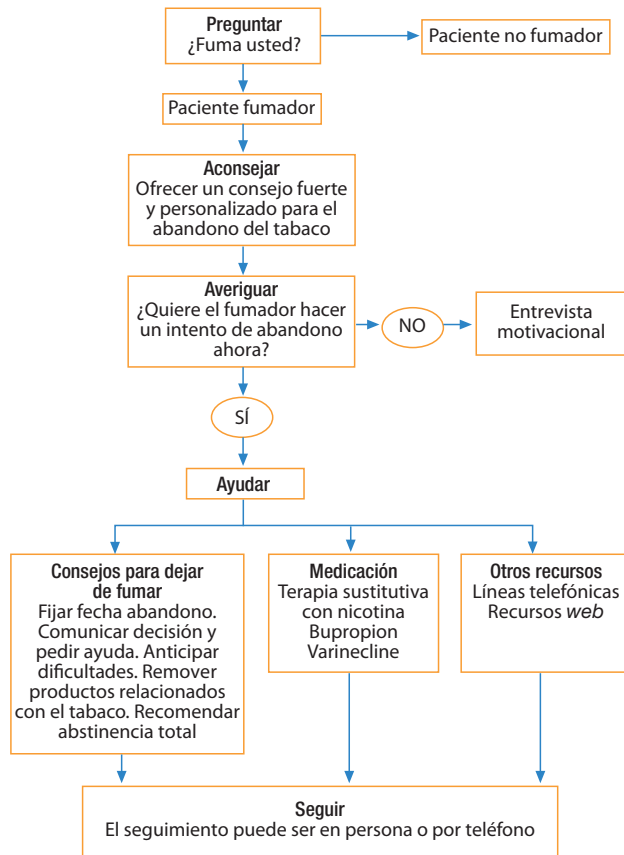 Preguntar
¿Fuma usted?
Paciente no fumador
Paciente fumador
Aconsejar
Ofrecer un consejo fuerte
y personalizado para el
abandono del tabaco
Averiguar
¿Quiere el fumador hacer
un intento de abandono
ahora?
NO
Entrevista
motivacional
SÍ
Ayudar
Consejos para dejar
de fumar
Fijar fecha abandono.
Comunicar decisión y
pedir ayuda. Anticipar
dificultades. Remover
productos relacionados
con el tabaco. Recomendar
abstinencia total
Medicación
Terapia sustitutiva
con nicotina
Bupropion
Varinecline
Otros recursos
Líneas telefónicas
Recursos web
Seguir
El seguimiento puede ser en persona o por teléfono